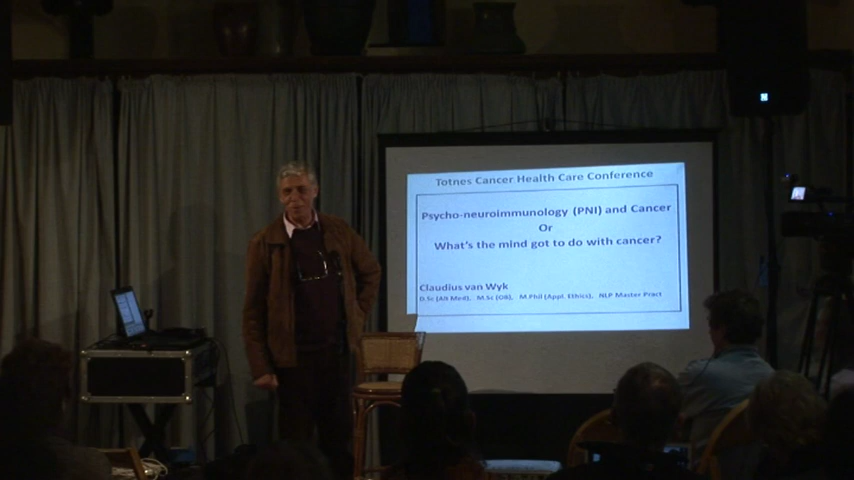 Totnes Cancer Health Care Conference
Psycho-neuroimmunology (PNI) and Cancer
Or
What's the mind got to do with cancer?
Claudius van Wyk
D.Sc (Alt Med), M.Sc (OB), M.Phil (Appl. Ethics), NLP Master Pract